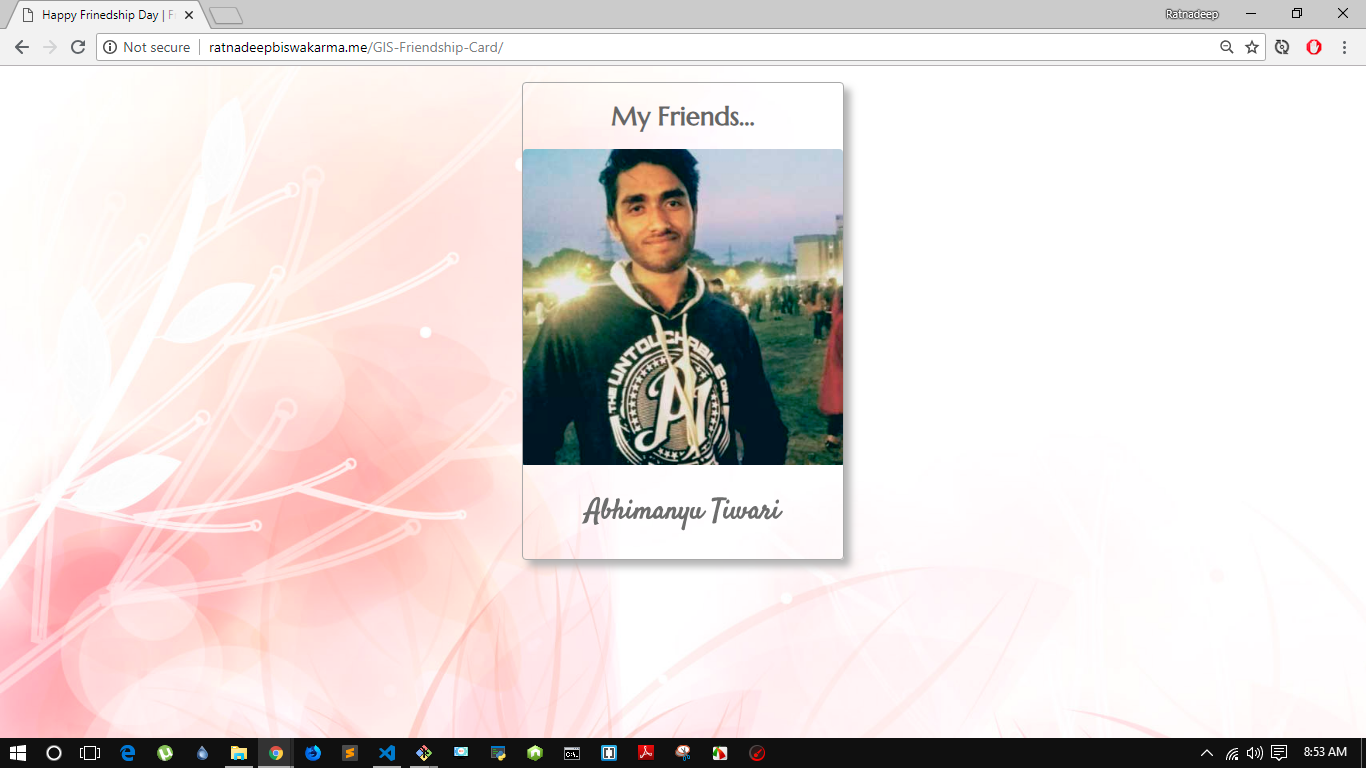 Happy Frinedship Day | F
Ratnadeep
Not secure
ratnadeepbiswakarma.me/GIS-Friendship-Card/
My Friends...
THE UNTOUCHABLE ONE
Abhimanyu Tiwari
8:53 AM